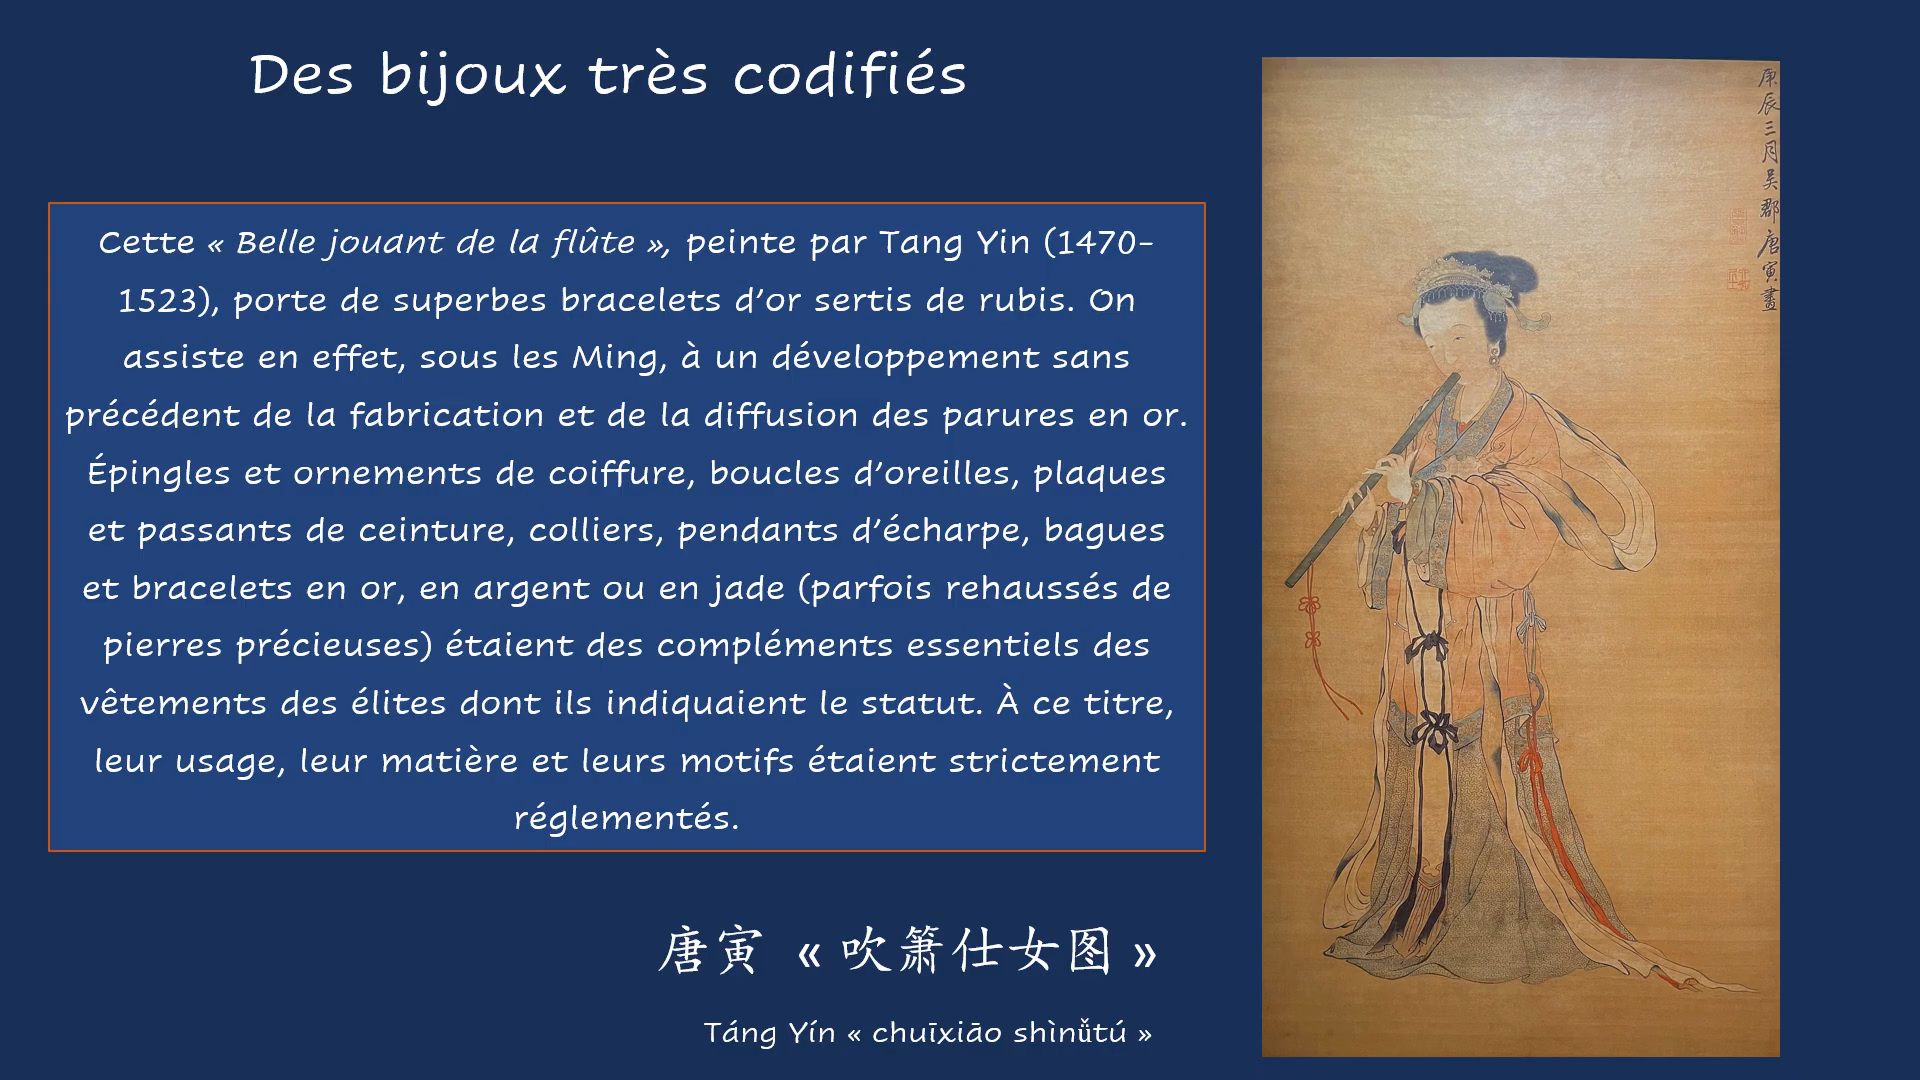 Des bijoux très codifiés
Cette « Belle jouant de la flûte », peinte par Tang Yin (1470-
1523), porte de superbes bracelets d’or sertis de rubis. On
assiste en effet, sous les Ming, à un développement sans
précédent de la fabrication et de la diffusion des parures en or.
Épingles et ornements de coiffure, boucles d’oreilles, plaques
et passants de ceinture, colliers, pendants d’écharpe, bagues
et bracelets en or, en argent ou en jade (parfois rehaussés de
pierres précieuses) étaient des compléments essentiels des
vêtements des élites dont ils indiquaient le statut. À ce titre,
leur usage, leur matière et leurs motifs étaient strictement
réglementés.
唐寅 « 吹箫仕女图 »
Táng Yín « chuīxiāo shìnǚtú »
庚辰三月吴郡唐寅畫